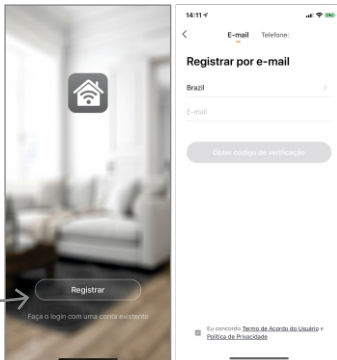 Registrar
Faça o login com uma conta existente
14:11
E-mail Telefone:
Registrar por e-mail
Brazil
E-mail
Obter código de verificação
Eu concordo Termo de Acordo do Usuário e
Política de Privacidade